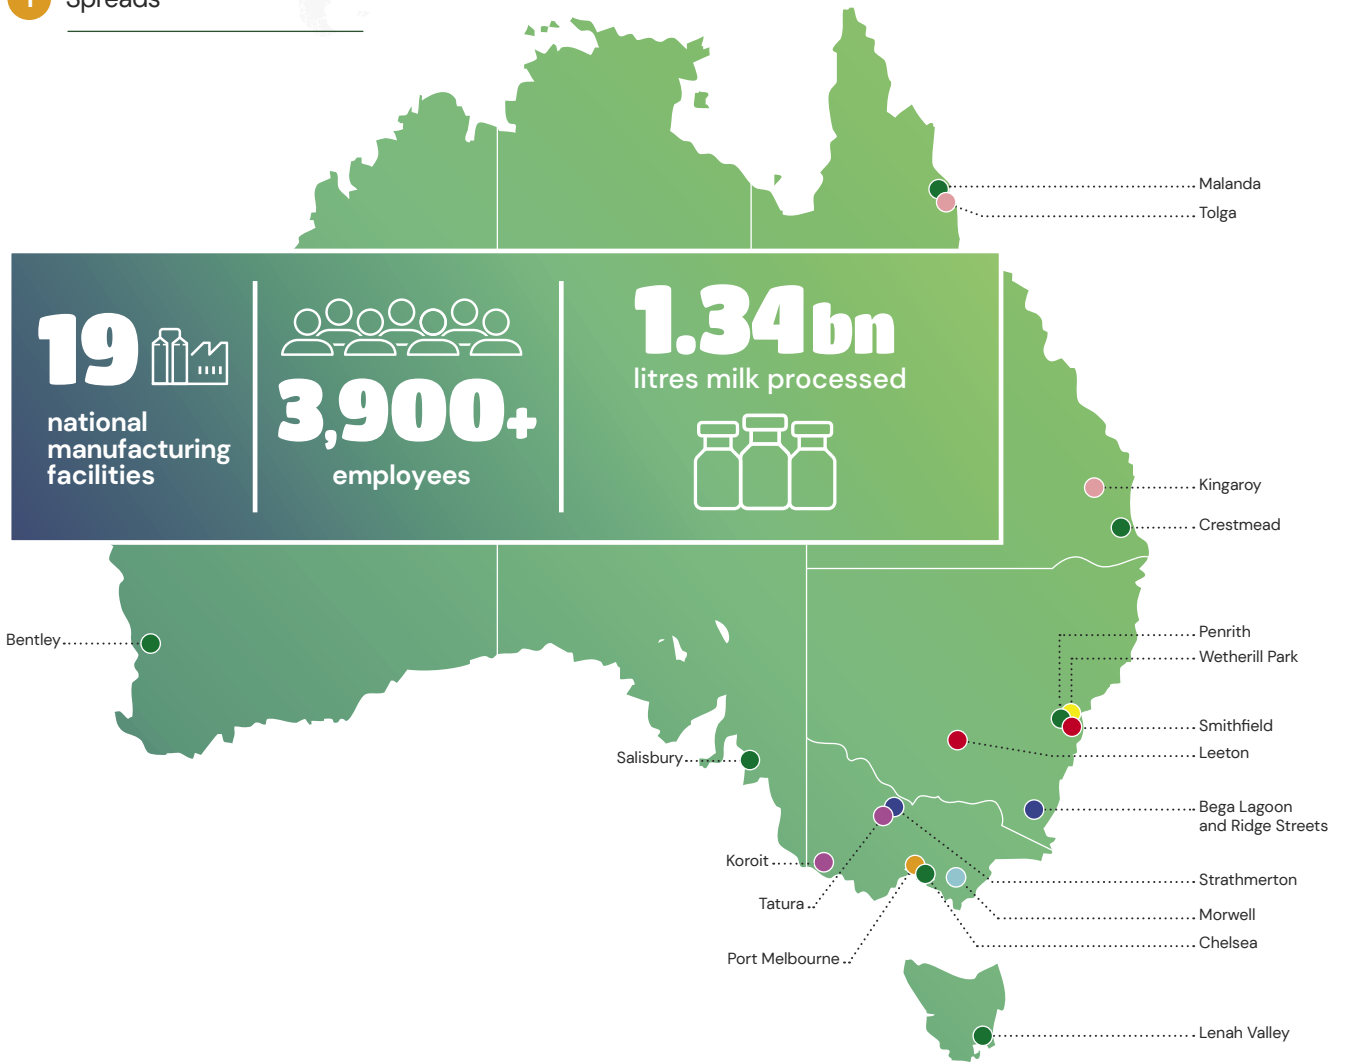 1 Spreads
19
national
manufacturing
facilities
3,900+
employees
1.34bn
litres milk processed
Malanda
Tolga
Kingaroy
Crestmead
Bentley
Penrith
Wetherill Park
Smithfield
Leeton
Salisbury
Bega Lagoon
and Ridge Streets
Koroit
Strathmerton
Tatura
Morwell
Chelsea
Port Melbourne
Lenah Valley